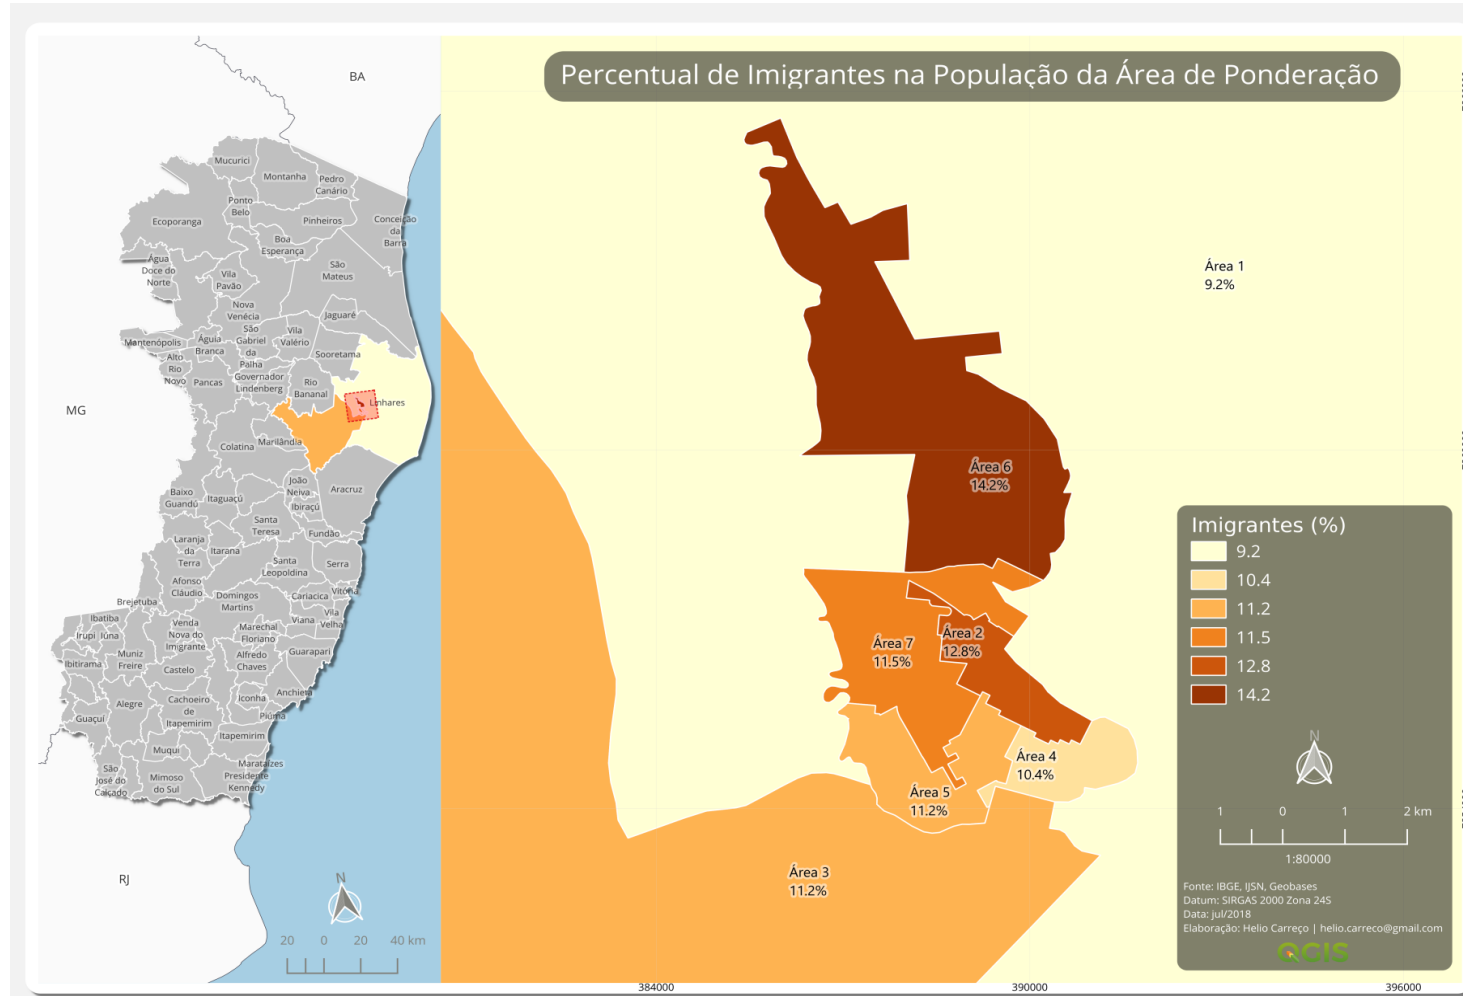 Percentual de Imigrantes na População da Área de Ponderação
BA
MG
RJ
Mucurici
Montanha
Pedro
Canário
Ponto
Belo
Ecoporanga
Pinheiros
Conceição
da
Barra
Boa
Esperança
Água
Doce do
Norte
São
Mateus
Vila
Pavão
Nova
Venécia
Jaguaré
São
Gabriel
da
Palha
Vila
Valério
Mantenópolis
Águia
Branca
Sooretama
Alto
Rio
Novo
Pancas
Governador
Lindenberg
Rio
Bananal
Linhares
Colatina
Marilândia
João
Neiva
Aracruz
Baixo
Guandú
Itaguaçú
Ibiraçú
Santa
Teresa
Fundão
Laranja
da
Terra
Itarana
Santa
Leopoldina
Serra
Afonso
Cláudio
Domingos
Martins
Cariacica
Vitória
Brejetuba
Ibatiba
Venda
Nova do
Imigrante
Marechal
Floriano
Viana
Vila
Velha
Irupi
Iúna
Muniz
Freire
Alfredo
Chaves
Guarapari
Ibitirama
Castelo
Iconha
Anchieta
Alegre
Cachoeiro
de
Itapemirim
Piúma
Guaçuí
Itapemirim
Muqui
Marataízes
São
José do
Calçado
Mimoso
do Sul
Presidente
Kennedy
N
20 0 20 40 km
Área 1
9.2%
Área 6
14.2%
Área 2
12.8%
Área 7
11.5%
Área 4
10.4%
Área 5
11.2%
Área 3
11.2%
Imigrantes (%)
9.2
10.4
11.2
11.5
12.8
14.2
N
1 0 1 2 km
1:80000
Fonte: IBGE, IJSN, Geobases
Datum: SIRGAS 2000 Zona 24S
Data: jul/2018
Elaboração: Helio Carreço | helio.carreco@gmail.com
QGIS
384000 390000 396000